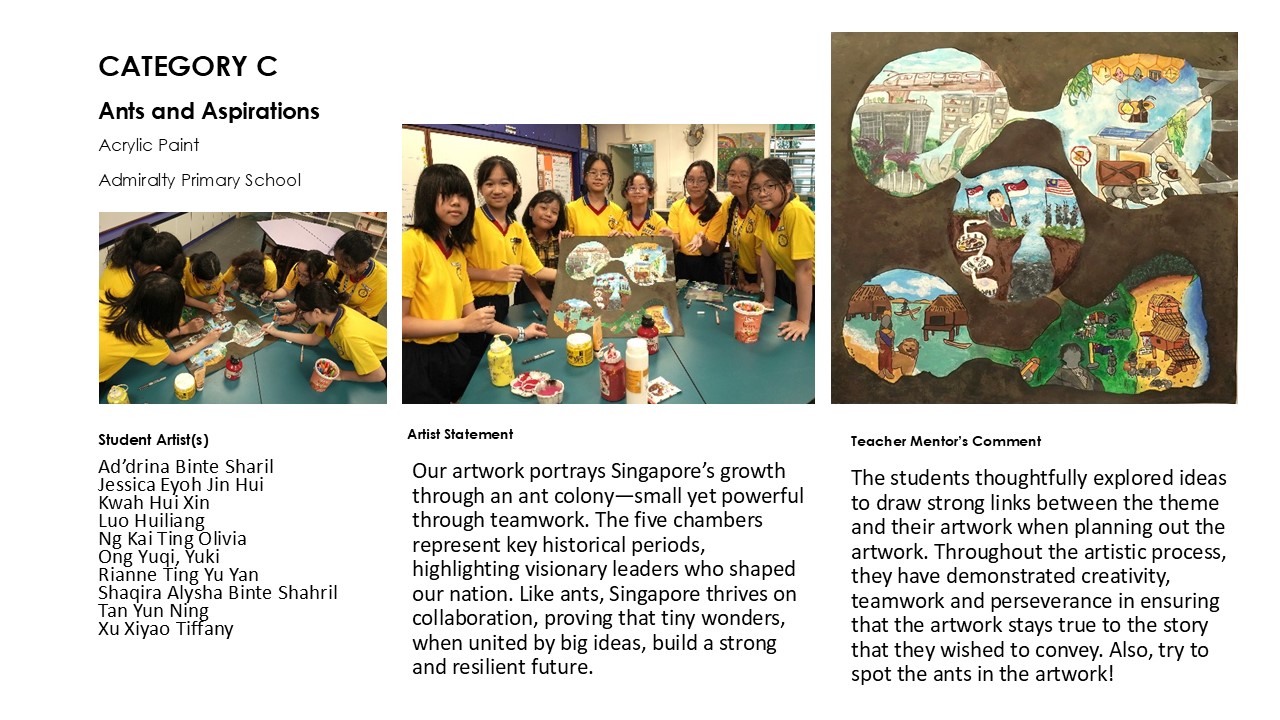 CATEGORY C
Ants and Aspirations
Acrylic Paint
Admiralty Primary School
Student Artist(s)
Ad’drina Binte Sharil
Jessica Eyoh Jin Hui
Kwah Hui Xin
Luo Huiliang
Ng Kai Ting Olivia
Ong Yuqi, Yuki
Rianne Ting Yu Yan
Shaqira Alysha Binte Shahril
Tan Yun Ning
Xu Xiyao Tiffany
Artist Statement
Our artwork portrays Singapore’s growth
through an ant colony—small yet powerful
through teamwork. The five chambers
represent key historical periods,
highlighting visionary leaders who shaped
our nation. Like ants, Singapore thrives on
collaboration, proving that tiny wonders,
when united by big ideas, build a strong
and resilient future.
Teacher Mentor’s Comment
The students thoughtfully explored ideas
to draw strong links between the theme
and their artwork when planning out the
artwork. Throughout the artistic process,
they have demonstrated creativity,
teamwork and perseverance in ensuring
that the artwork stays true to the story
that they wished to convey. Also, try to
spot the ants in the artwork!